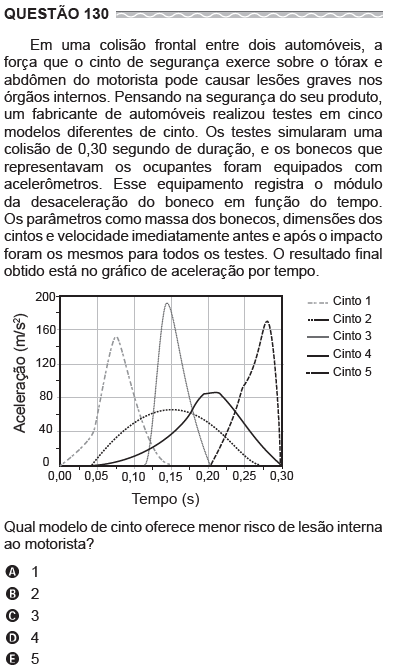 QUESTÃO 130
Em uma colisão frontal entre dois automóveis, a
força que o cinto de segurança exerce sobre o tórax e
abdômen do motorista pode causar lesões graves nos
órgãos internos. Pensando na segurança do seu produto,
um fabricante de automóveis realizou testes em cinco
modelos diferentes de cinto. Os testes simularam uma
colisão de 0,30 segundo de duração, e os bonecos que
representavam os ocupantes foram equipados com
acelerômetros. Esse equipamento registra o módulo
da desaceleração do boneco em função do tempo.
Os parâmetros como massa dos bonecos, dimensões dos
cintos e velocidade imediatamente antes e após o impacto
foram os mesmos para todos os testes. O resultado final
obtido está no gráfico de aceleração por tempo.
Aceleração (m/s²)
200
160
120
80
40
0
0,00 0,05 0,10 0,15 0,20 0,25 0,30
Tempo (s)
Cinto 1
Cinto 2
Cinto 3
Cinto 4
Cinto 5
Qual modelo de cinto oferece menor risco de lesão interna
ao motorista?
A 1
B 2
C 3
D 4
E 5